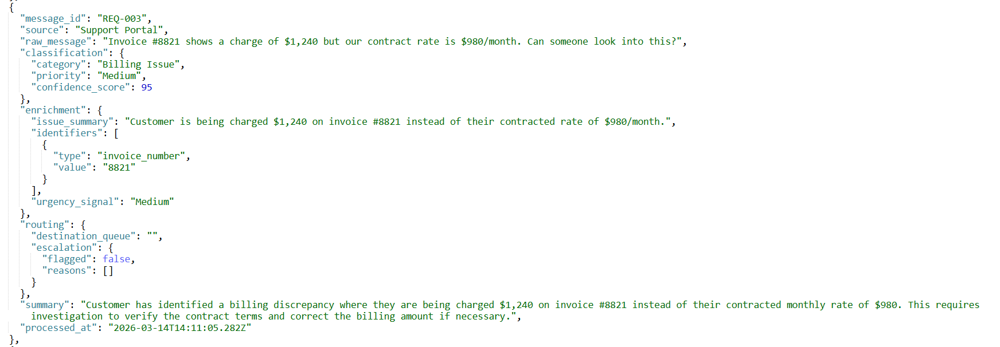 {
"message_id": "REQ-003",
"source": "Support Portal",
"raw_message": "Invoice #8821 shows a charge of $1,240 but our contract rate is $980/month. Can someone look into this?",
"classification": {
"category": "Billing Issue",
"priority": "Medium",
"confidence_score": 95
},
"enrichment": {
"issue_summary": "Customer is being charged $1,240 on invoice #8821 instead of their contracted rate of $980/month.",
"identifiers": [
{
"type": "invoice_number",
"value": "8821"
}
],
"urgency_signal": "Medium"
},
"routing": {
"destination_queue": "",
"escalation": {
"flagged": false,
"reasons": []
}
},
"summary": "Customer has identified a billing discrepancy where they are being charged $1,240 on invoice #8821 instead of their contracted monthly rate of $980. This requires
investigation to verify the contract terms and correct the billing amount if necessary.",
"processed_at": "2026-03-14T14:11:05.282Z"
},